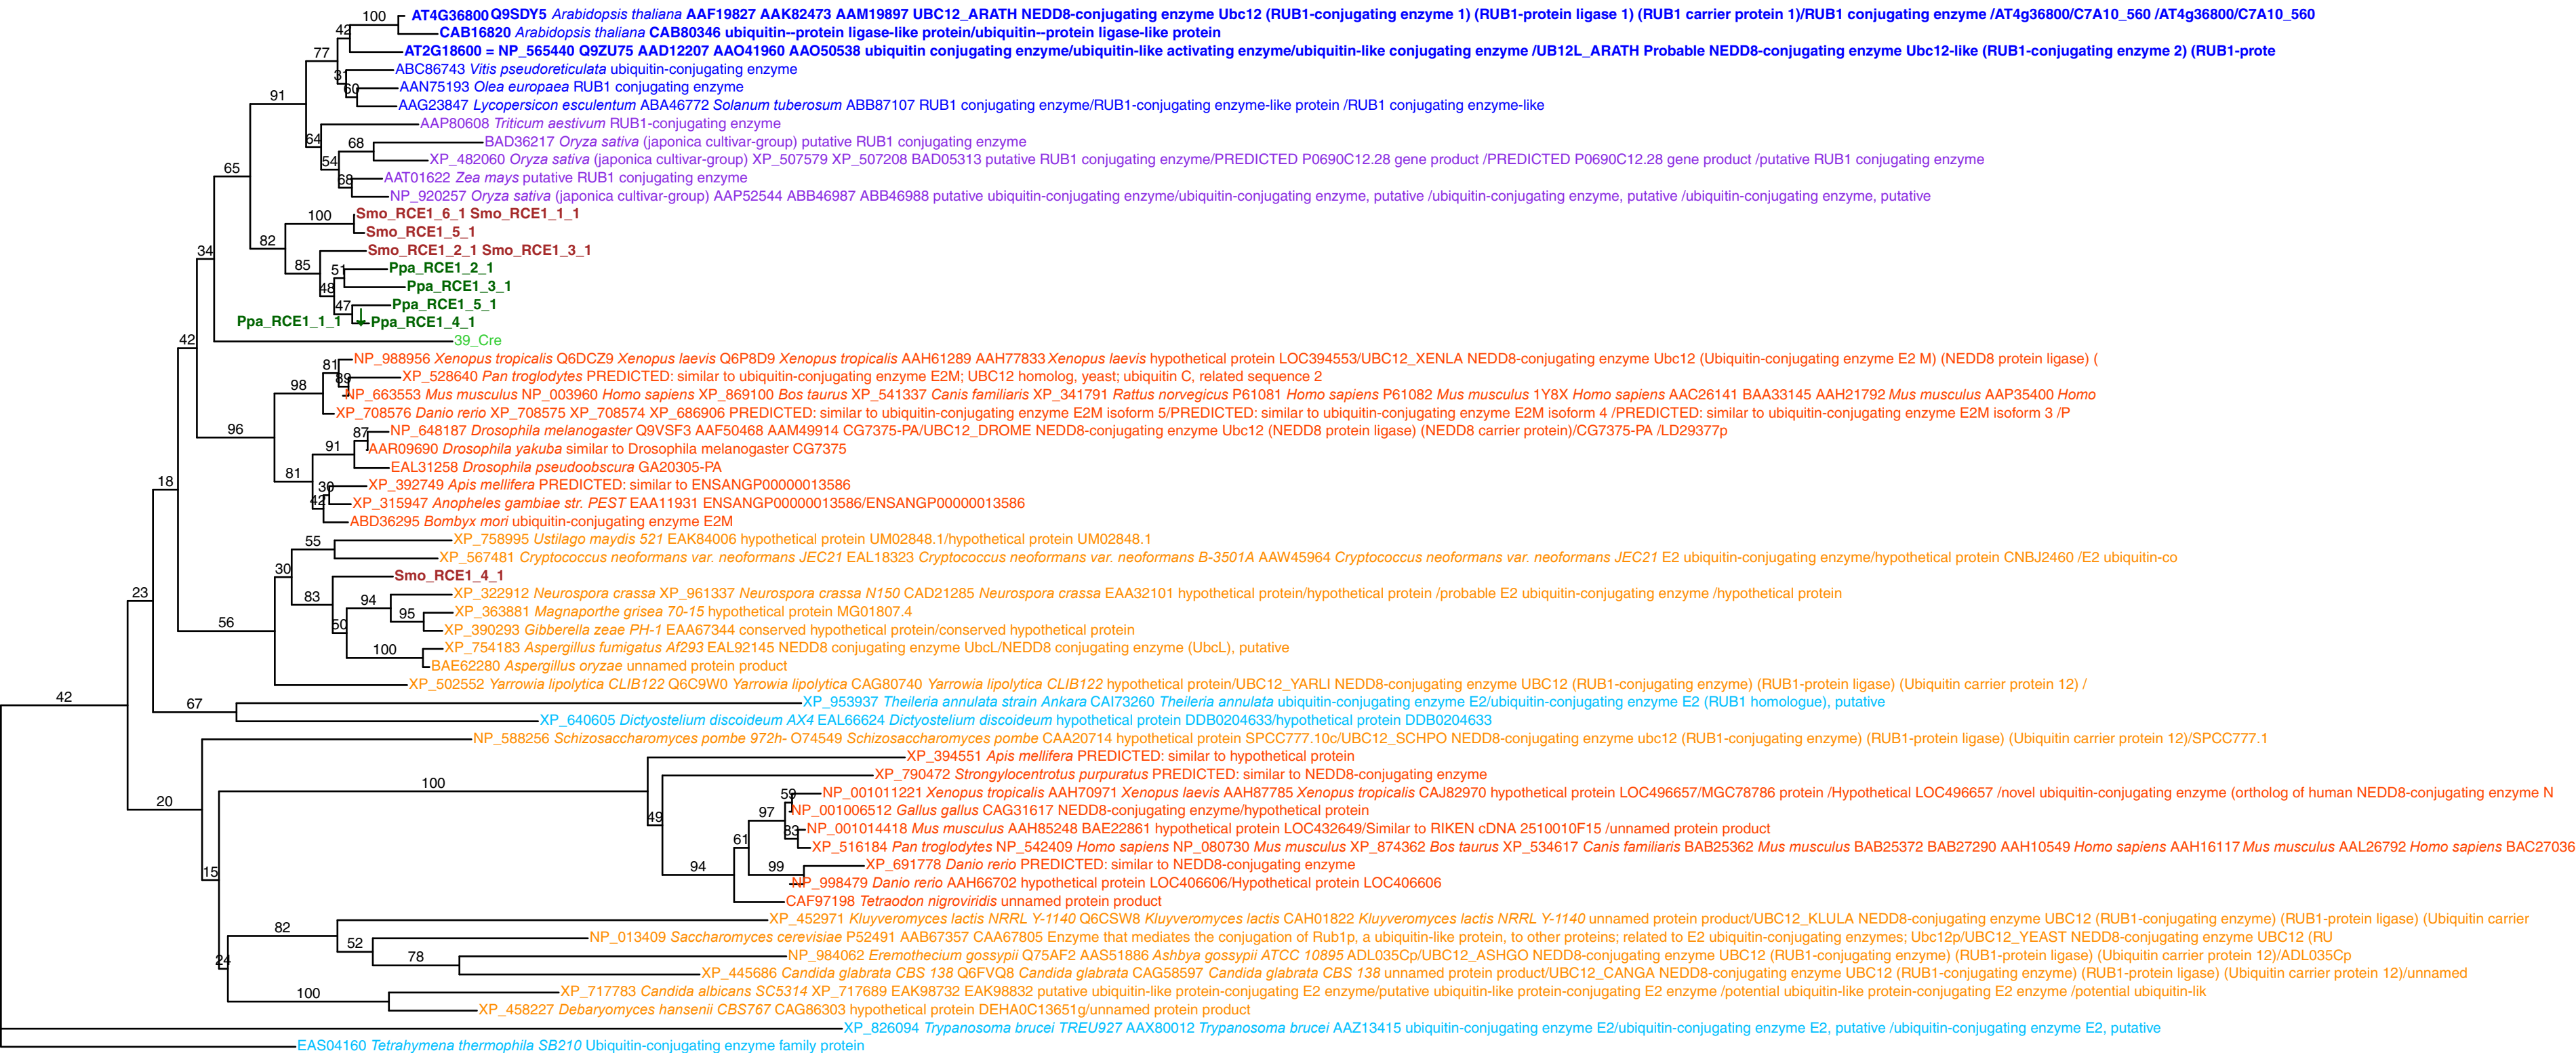 100 AT4G36800 Q9SDY5 Arabidopsis thaliana AAF19827 AAK82473 AAM19897 UBC12_ARATH NEDD8-conjugating enzyme Ubc12 (RUB1-conjugating enzyme 1) (RUB1-protein ligase 1) (RUB1 carrier protein 1)/RUB1 conjugating enzyme /AT4g36800/C7A10_560 /AT4g36800/C7A10_560
42 CAB16820 Arabidopsis thaliana CAB80346 ubiquitin--protein ligase-like protein/ubiquitin--protein ligase-like protein
77 AT2G18600 = NP_565440 Q9ZU75 AAD12207 AAO41960 AAO50538 ubiquitin conjugating enzyme/ubiquitin-like activating enzyme/ubiquitin-like conjugating enzyme /UB12L_ARATH Probable NEDD8-conjugating enzyme Ubc12-like (RUB1-conjugating enzyme 2) (RUB1-prote
31 ABC86743 Vitis pseudoreticulata ubiquitin-conjugating enzyme
60 AAN75193 Olea europaea RUB1 conjugating enzyme
91 AAG23847 Lycopersicon esculentum ABA46772 Solanum tuberosum ABB87107 RUB1 conjugating enzyme/RUB1-conjugating enzyme-like protein /RUB1 conjugating enzyme-like
AAP80608 Triticum aestivum RUB1-conjugating enzyme
64 68 BAD36217 Oryza sativa (japonica cultivar-group) putative RUB1 conjugating enzyme
54 XP_482060 Oryza sativa (japonica cultivar-group) XP_507579 XP_507208 BAD05313 putative RUB1 conjugating enzyme/PREDICTED P0690C12.28 gene product /PREDICTED P0690C12.28 gene product /putative RUB1 conjugating enzyme
65 68 AAT01622 Zea mays putative RUB1 conjugating enzyme
NP_920257 Oryza sativa (japonica cultivar-group) AAP52544 ABB46987 ABB46988 putative ubiquitin-conjugating enzyme/ubiquitin-conjugating enzyme, putative /ubiquitin-conjugating enzyme, putative /ubiquitin-conjugating enzyme, putative
100 Smo_RCE1_6_1 Smo_RCE1_1_1
82 Smo_RCE1_5_1
34 Smo_RCE1_2_1 Smo_RCE1_3_1
85 51 Ppa_RCE1_2_1
48 Ppa_RCE1_3_1
47 Ppa_RCE1_5_1
Ppa_RCE1_1_1 Ppa_RCE1_4_1
42 39_Cre
81 NP_988956 Xenopus tropicalis Q6DCZ9 Xenopus laevis Q6P8D9 Xenopus tropicalis AAH61289 AAH77833 Xenopus laevis hypothetical protein LOC394553/UBC12_XENLA NEDD8-conjugating enzyme Ubc12 (Ubiquitin-conjugating enzyme E2 M) (NEDD8 protein ligase) (
98 89 XP_528640 Pan troglodytes PREDICTED: similar to ubiquitin-conjugating enzyme E2M; UBC12 homolog, yeast; ubiquitin C, related sequence 2
NP_663553 Mus musculus NP_003960 Homo sapiens XP_869100 Bos taurus XP_541337 Canis familiaris XP_341791 Rattus norvegicus P61081 Homo sapiens P61082 Mus musculus 1Y8X Homo sapiens AAC26141 BAA33145 AAH21792 Mus musculus AAP35400 Homo
XP_708576 Danio rerio XP_708575 XP_708574 XP_686906 PREDICTED: similar to ubiquitin-conjugating enzyme E2M isoform 5/PREDICTED: similar to ubiquitin-conjugating enzyme E2M isoform 4 /PREDICTED: similar to ubiquitin-conjugating enzyme E2M isoform 3 /P
96 87 NP_648187 Drosophila melanogaster Q9VSF3 AAF50468 AAM49914 CG7375-PA/UBC12_DROME NEDD8-conjugating enzyme Ubc12 (NEDD8 protein ligase) (NEDD8 carrier protein)/CG7375-PA /LD29377p
91 AAR09690 Drosophila yakuba similar to Drosophila melanogaster CG7375
81 EAL31258 Drosophila pseudoobscura GA20305-PA
18 30 XP_392749 Apis mellifera PREDICTED: similar to ENSANGP00000013586
42 XP_315947 Anopheles gambiae str. PEST EAA11931 ENSANGP00000013586/ENSANGP00000013586
ABD36295 Bombyx mori ubiquitin-conjugating enzyme E2M
55 XP_758995 Ustilago maydis 521 EAK84006 hypothetical protein UM02848.1/hypothetical protein UM02848.1
XP_567481 Cryptococcus neoformans var. neoformans JEC21 EAL18323 Cryptococcus neoformans var. neoformans B-3501A AAW45964 Cryptococcus neoformans var. neoformans JEC21 E2 ubiquitin-conjugating enzyme/hypothetical protein CNBJ2460 /E2 ubiquitin-co
30 Smo_RCE1_4_1
23 83 94 XP_322912 Neurospora crassa XP_961337 Neurospora crassa N150 CAD21285 Neurospora crassa EAA32101 hypothetical protein/hypothetical protein /probable E2 ubiquitin-conjugating enzyme /hypothetical protein
95 XP_363881 Magnaporthe grisea 70-15 hypothetical protein MG01807.4
56 50 XP_390293 Gibberella zeae PH-1 EAA67344 conserved hypothetical protein/conserved hypothetical protein
100 XP_754183 Aspergillus fumigatus Af293 EAL92145 NEDD8 conjugating enzyme UbcL/NEDD8 conjugating enzyme (UbcL), putative
BAE62280 Aspergillus oryzae unnamed protein product
XP_502552 Yarrowia lipolytica CLIB122 Q6C9W0 Yarrowia lipolytica CAG80740 Yarrowia lipolytica CLIB122 hypothetical protein/UBC12_YARLI NEDD8-conjugating enzyme UBC12 (RUB1-conjugating enzyme) (RUB1-protein ligase) (Ubiquitin carrier protein 12) /
42 67 XP_953937 Theileria annulata strain Ankara CAI73260 Theileria annulata ubiquitin-conjugating enzyme E2/ubiquitin-conjugating enzyme E2 (RUB1 homologue), putative
XP_640605 Dictyostelium discoideum AX4 EAL66624 Dictyostelium discoideum hypothetical protein DDB0204633/hypothetical protein DDB0204633
NP_588256 Schizosaccharomyces pombe 972h- O74549 Schizosaccharomyces pombe CAA20714 hypothetical protein SPCC777.10c/UBC12_SCHPO NEDD8-conjugating enzyme ubc12 (RUB1-conjugating enzyme) (RUB1-protein ligase) (Ubiquitin carrier protein 12)/SPCC777.1
XP_394551 Apis mellifera PREDICTED: similar to hypothetical protein
100 XP_790472 Strongylocentrotus purpuratus PREDICTED: similar to NEDD8-conjugating enzyme
20 59 NP_001011221 Xenopus tropicalis AAH70971 Xenopus laevis AAH87785 Xenopus tropicalis CAJ82970 hypothetical protein LOC496657/MGC78786 protein /Hypothetical LOC496657 /novel ubiquitin-conjugating enzyme (ortholog of human NEDD8-conjugating enzyme N
49 97 NP_001006512 Gallus gallus CAG31617 NEDD8-conjugating enzyme/hypothetical protein
83 NP_001014418 Mus musculus AAH85248 BAE22861 hypothetical protein LOC432649/Similar to RIKEN cDNA 2510010F15 /unnamed protein product
61 XP_516184 Pan troglodytes NP_542409 Homo sapiens NP_080730 Mus musculus XP_874362 Bos taurus XP_534617 Canis familiaris BAB25362 Mus musculus BAB25372 BAB27290 AAH10549 Homo sapiens AAH16117 Mus musculus AAL26792 Homo sapiens BAC27036
15 94 99 XP_691778 Danio rerio PREDICTED: similar to NEDD8-conjugating enzyme
NP_998479 Danio rerio AAH66702 hypothetical protein LOC406606/Hypothetical protein LOC406606
CAF97198 Tetraodon nigroviridis unnamed protein product
82 XP_452971 Kluyveromyces lactis NRRL Y-1140 Q6CSW8 Kluyveromyces lactis CAH01822 Kluyveromyces lactis NRRL Y-1140 unnamed protein product/UBC12_KLULA NEDD8-conjugating enzyme UBC12 (RUB1-conjugating enzyme) (RUB1-protein ligase) (Ubiquitin carrier
52 NP_013409 Saccharomyces cerevisiae P52491 AAB67357 CAA67805 Enzyme that mediates the conjugation of Rub1p, a ubiquitin-like protein, to other proteins; related to E2 ubiquitin-conjugating enzymes; Ubc12p/UBC12_YEAST NEDD8-conjugating enzyme UBC12 (RU
24 78 NP_984062 Eremothecium gossypii Q75AF2 AAS51886 Ashbya gossypii ATCC 10895 ADL035Cp/UBC12_ASHGO NEDD8-conjugating enzyme UBC12 (RUB1-conjugating enzyme) (RUB1-protein ligase) (Ubiquitin carrier protein 12)/ADL035Cp
XP_445686 Candida glabrata CBS 138 Q6FVQ8 Candida glabrata CAG58597 Candida glabrata CBS 138 unnamed protein product/UBC12_CANGA NEDD8-conjugating enzyme UBC12 (RUB1-conjugating enzyme) (RUB1-protein ligase) (Ubiquitin carrier protein 12)/unnamed
100 XP_717783 Candida albicans SC5314 XP_717689 EAK98732 EAK98832 putative ubiquitin-like protein-conjugating E2 enzyme/putative ubiquitin-like protein-conjugating E2 enzyme /potential ubiquitin-like protein-conjugating E2 enzyme /potential ubiquitin-lik
XP_458227 Debaryomyces hansenii CBS767 CAG86303 hypothetical protein DEHA0C13651g/unnamed protein product
XP_826094 Trypanosoma brucei TREU927 AAX80012 Trypanosoma brucei AAZ13415 ubiquitin-conjugating enzyme E2/ubiquitin-conjugating enzyme E2, putative /ubiquitin-conjugating enzyme E2, putative
EAS04160 Tetrahymena thermophila SB210 Ubiquitin-conjugating enzyme family protein